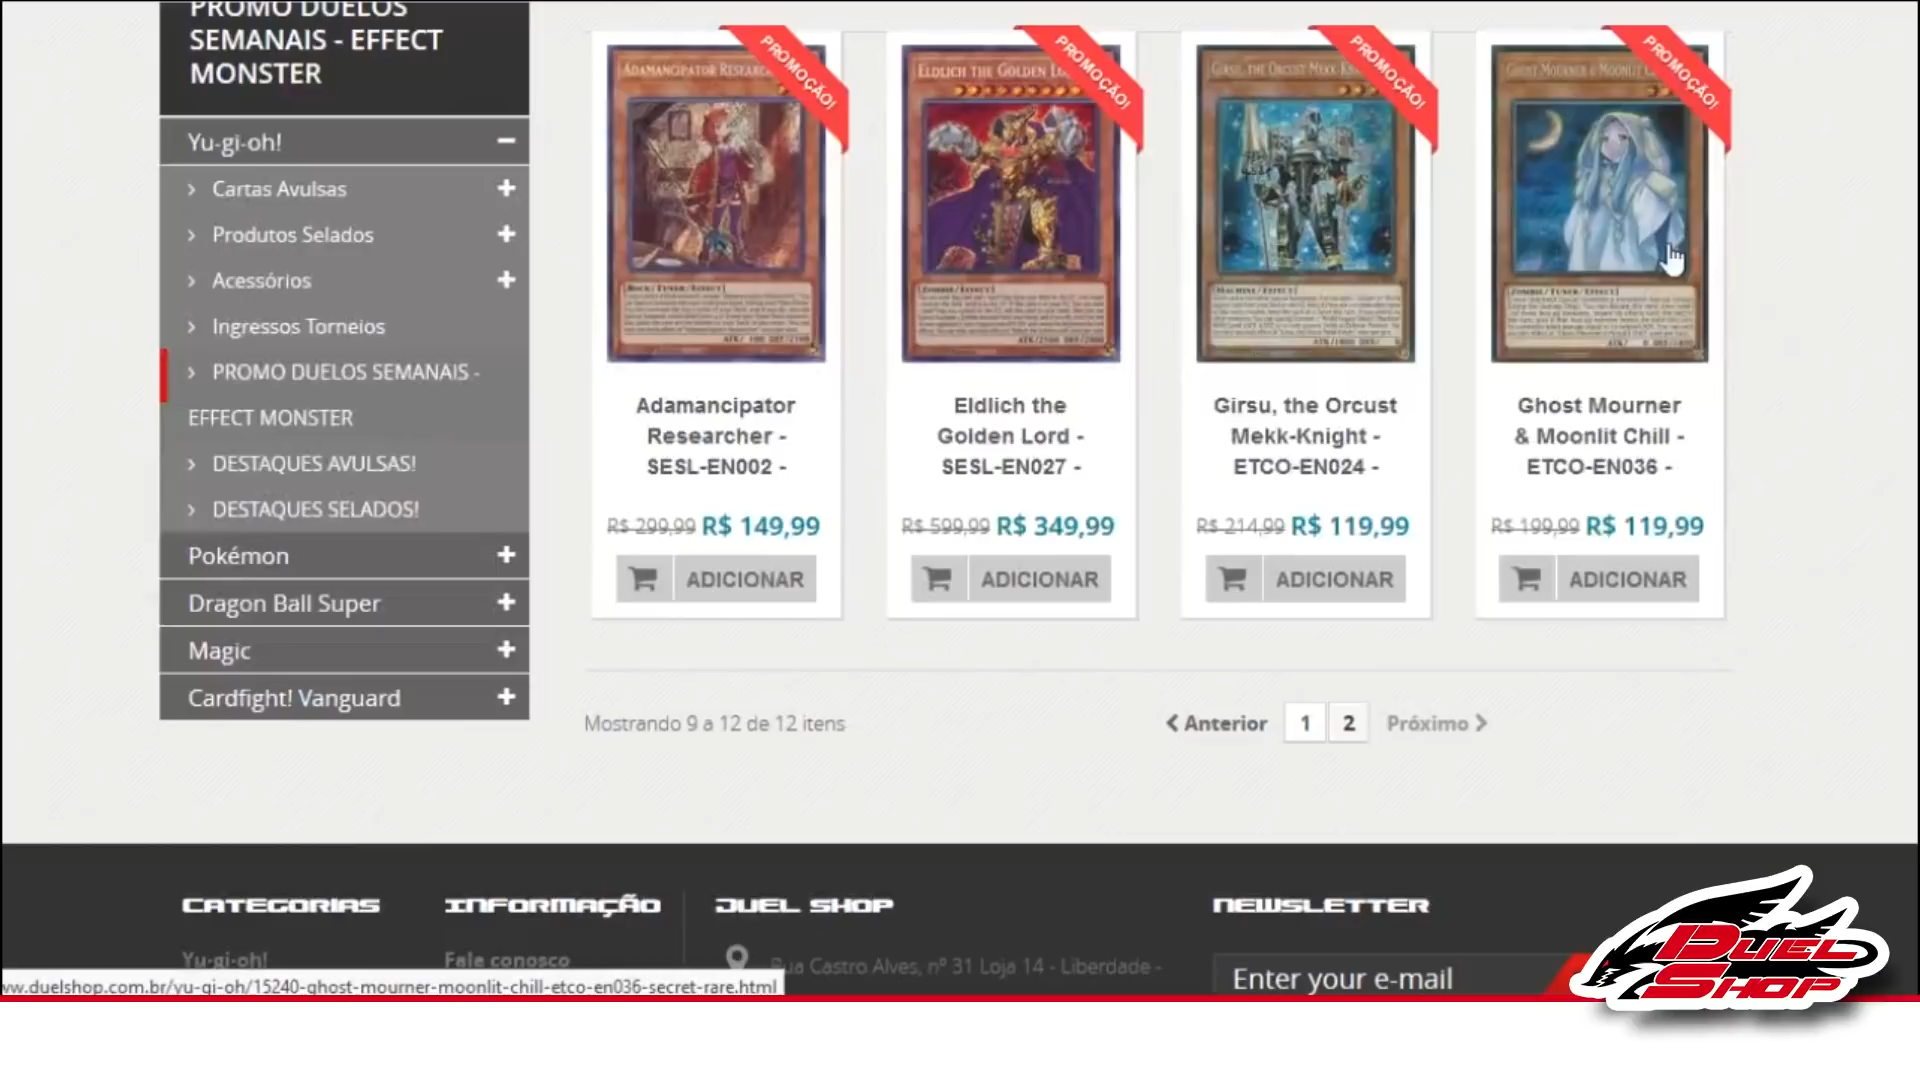 PROMO DUELOS
SEMANAIS - EFFECT
MONSTER
Yu-gi-oh!
Cartas Avulsas
Produtos Selados
Acessórios
Ingressos Torneios
PROMO DUELOS SEMANAIS -
EFFECT MONSTER
DESTAQUES AVULSAS!
DESTAQUES SELADOS!
Pokémon
Dragon Ball Super
Magic
Cardfight! Vanguard
PROMOÇÃO!
PROMOÇÃO!
PROMOÇÃO!
PROMOÇÃO!
Adamancipator
Researcher -
SESL-EN002 -
R$ 299,99 R$ 149,99
ADICIONAR
Eldlich the
Golden Lord -
SESL-EN027 -
R$ 599,99 R$ 349,99
ADICIONAR
Girsu, the Orcust
Mekk-Knight -
ETCO-EN024 -
R$ 214,99 R$ 119,99
ADICIONAR
Ghost Mourner
& Moonlit Chill -
ETCO-EN036 -
R$ 199,99 R$ 119,99
ADICIONAR
Mostrando 9 a 12 de 12 itens
Anterior 1 2 Próximo
CATEGORIAS
Yu-gi-oh!
INFORMAÇÃO
Fale conosco
DUEL SHOP
Rua Castro Alves, nº 31 Loja 14 - Liberdade -
NEWSLETTER
Enter your e-mail
ww.duelshop.com.br/yu-gi-oh/15240-ghost-mourner-moonlit-chill-etco-en036-secret-rare.html
DUEL
SHOP